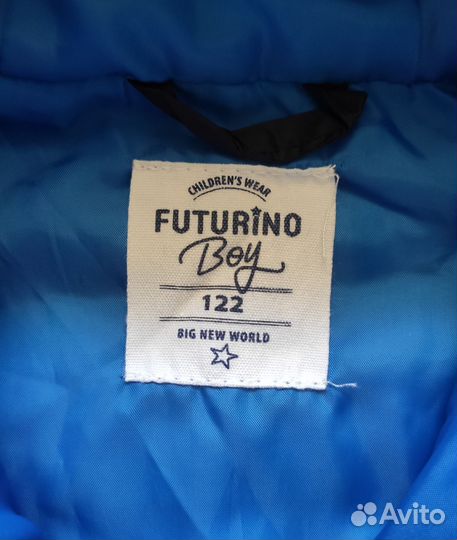 CHILDREN'S WEAR
FUTURINO
Boy
122
BIG NEW WORLD
Avito